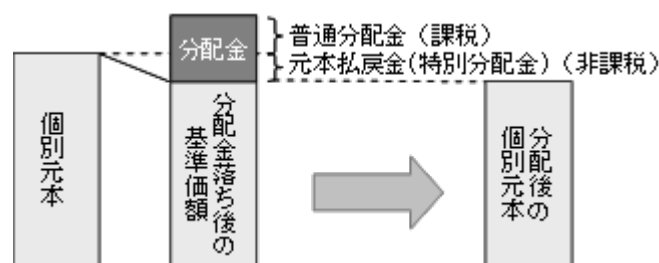 分配金
普通分配金（課税）
元本払戻金(特別分配金)（非課税）
個別元本
分配金落ち後の
基準価額
分配後の
個別元本